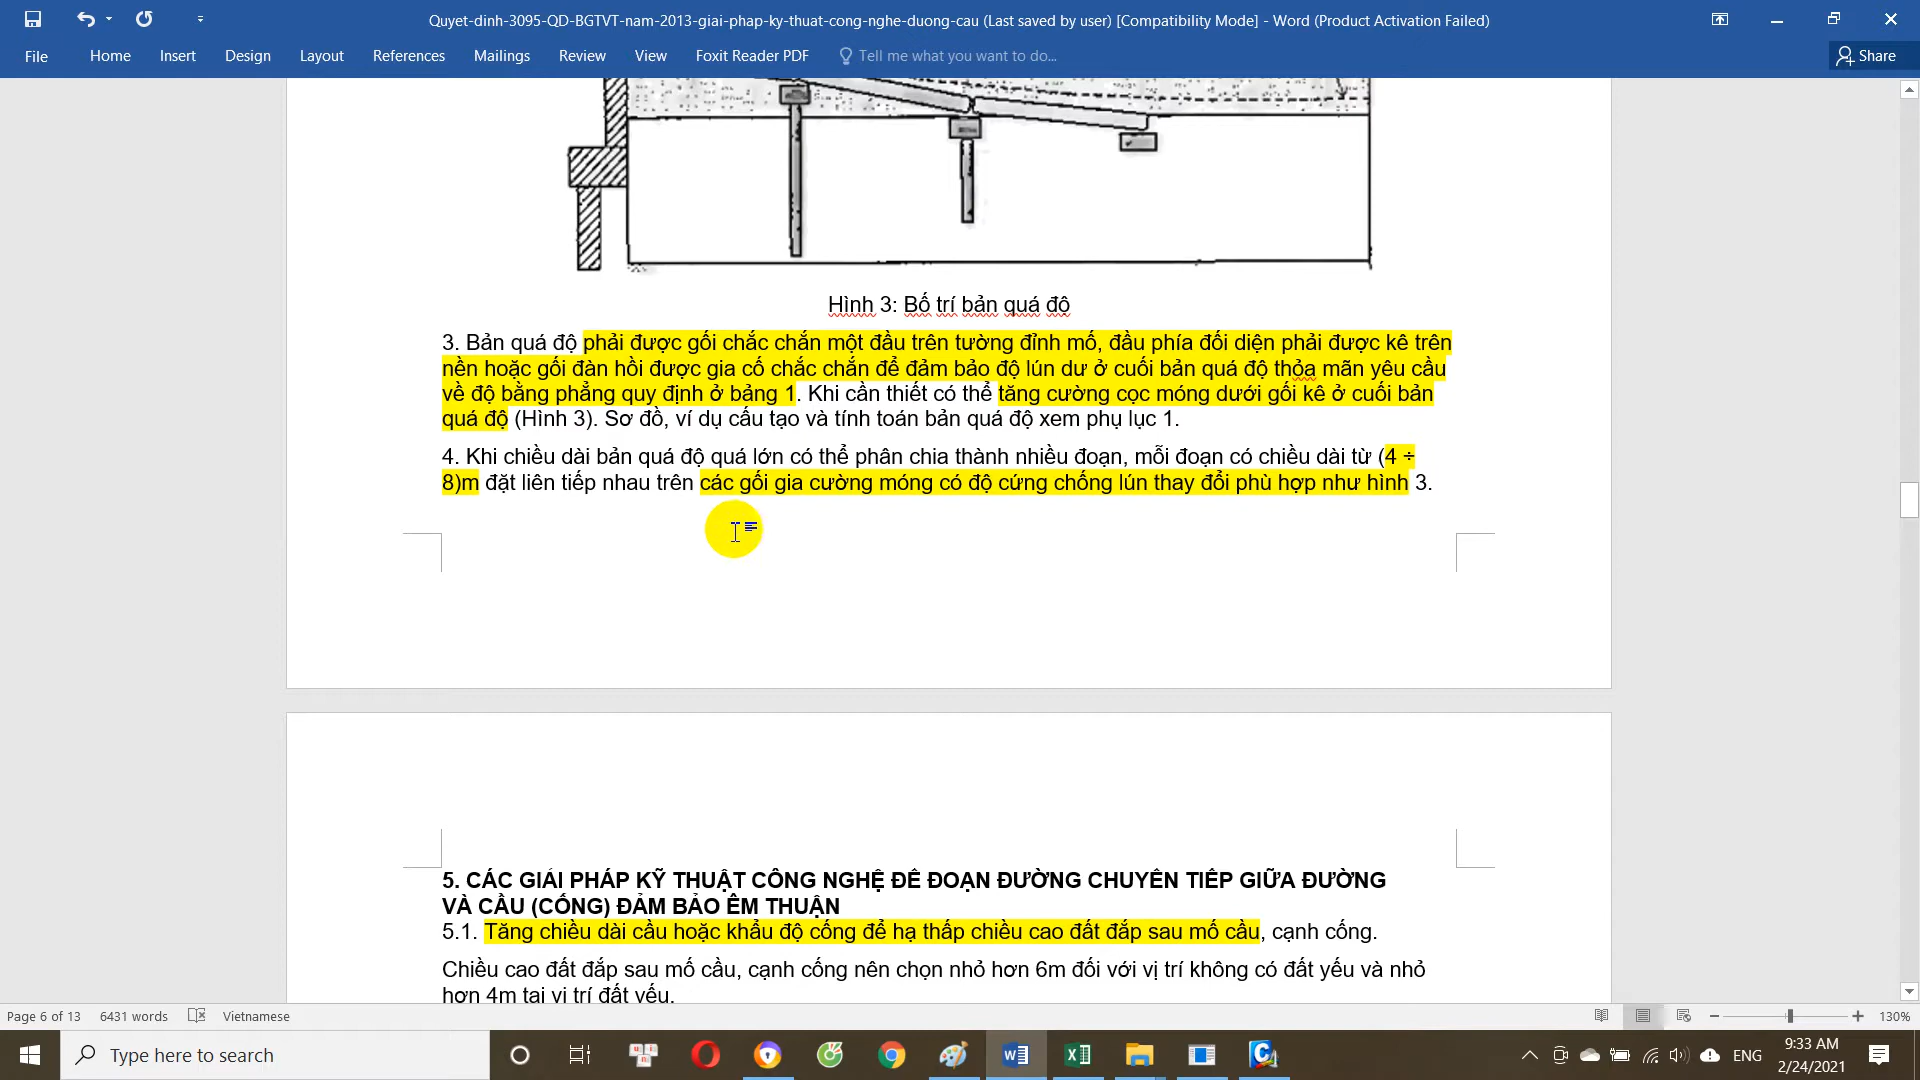 Quyet-dinh-3095-QD-BGTVT-nam-2013-giai-phap-ky-thuat-cong-nghe-duong-cau (Last saved by user) [Compatibility Mode] - Word (Product Activation Failed)
File Home Insert Design Layout References Mailings Review View Foxit Reader PDF Tell me what you want to do... Share
Hình 3: Bố trí bản quá độ
3. Bản quá độ phải được gối chắc chắn một đầu trên tường đỉnh mố, đầu phía đối diện phải được kê trên
nền hoặc gối đàn hồi được gia cố chắc chắn để đảm bảo độ lún dư ở cuối bản quá độ thỏa mãn yêu cầu
về độ bằng phẳng quy định ở bảng 1. Khi cần thiết có thể tăng cường cọc móng dưới gối kê ở cuối bản
quá độ (Hình 3). Sơ đồ, ví dụ cấu tạo và tính toán bản quá độ xem phụ lục 1.
4. Khi chiều dài bản quá độ quá lớn có thể phân chia thành nhiều đoạn, mỗi đoạn có chiều dài từ (4 ÷
8)m đặt liên tiếp nhau trên các gối gia cường móng có độ cứng chống lún thay đổi phù hợp như hình 3.
5. CÁC GIẢI PHÁP KỸ THUẬT CÔNG NGHỆ ĐỂ ĐOẠN ĐƯỜNG CHUYỂN TIẾP GIỮA ĐƯỜNG
VÀ CẦU (CỐNG) ĐẢM BẢO ÊM THUẬN
5.1. Tăng chiều dài cầu hoặc khẩu độ cống để hạ thấp chiều cao đất đắp sau mố cầu, cạnh cống.
Chiều cao đất đắp sau mố cầu, cạnh cống nên chọn nhỏ hơn 6m đối với vị trí không có đất yếu và nhỏ
hơn 4m tại vị trí đất yếu.
Page 6 of 13 6431 words Vietnamese 130%
Type here to search ENG 9:33 AM
2/24/2021